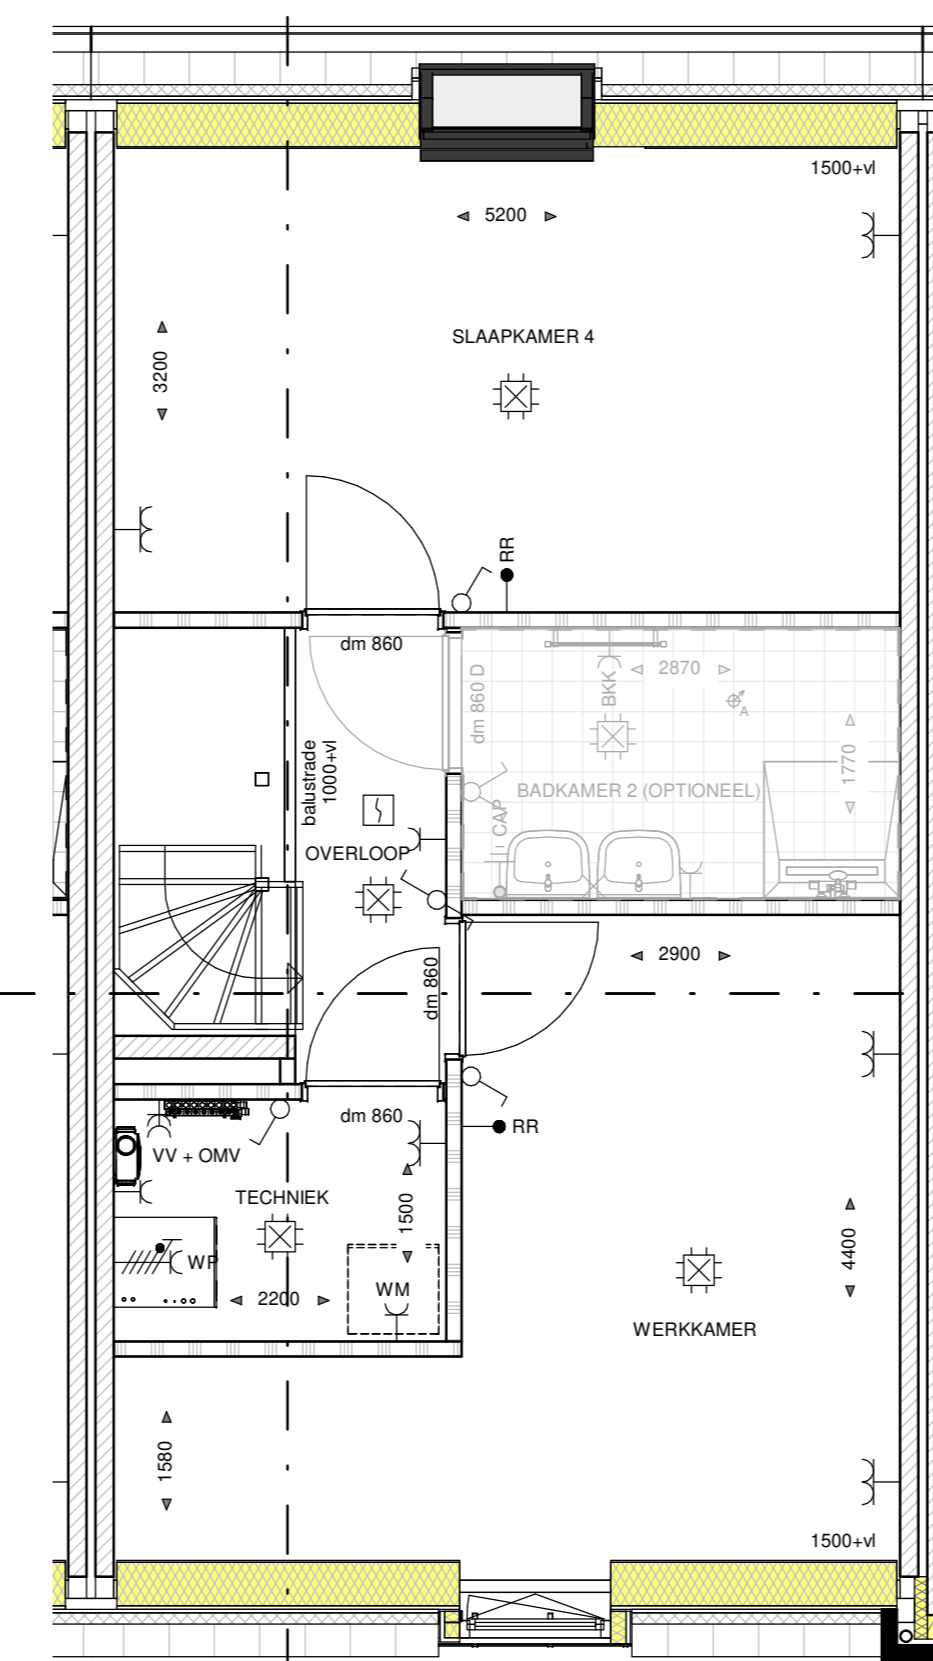 1500+vl
5200
SLAAPKAMER 4
3200
RR
dm 860
dm 860 D
BKK
2870
A
balustrade
1000+vl
1770
BADKAMER 2 (OPTIONEEL)
CAP
OVERLOOP
dm 860
2900
dm 860
RR
VV + OMV
TECHNIEK
1500
4400
WP
WM
2200
WERKKAMER
1580
1500+vl